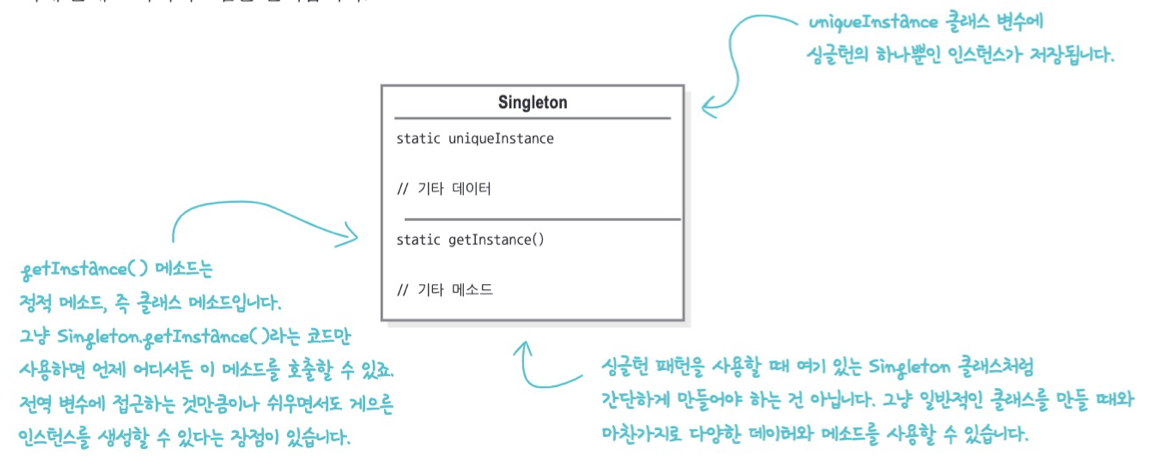 uniqueInstance 클래스 변수에
싱글턴의 하나뿐인 인스턴스가 저장됩니다.
Singleton
static uniqueInstance
// 기타 데이터
static getInstance()
// 기타 메소드
getInstance() 메소드는
정적 메소드, 즉 클래스 메소드입니다.
그냥 Singleton.getInstance()라는 코드만
사용하면 언제 어디서든 이 메소드를 호출할 수 있죠.
전역 변수에 접근하는 것만큼이나 쉬우면서도 게으른
인스턴스를 생성할 수 있다는 장점이 있습니다.
싱글턴 패턴을 사용할 때 여기 있는 Singleton 클래스처럼
간단하게 만들어야 하는 건 아닙니다. 그냥 일반적인 클래스를 만들 때와
마찬가지로 다양한 데이터와 메소드를 사용할 수 있습니다.